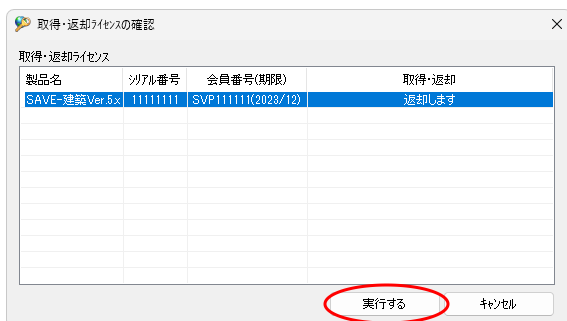 取得・返却ﾗｲｾﾝｽの確認
取得・返却ﾗｲｾﾝｽ
製品名 ｼﾘｱﾙ番号 会員番号(期限) 取得・返却
SAVE-建築Ver.5.x 11111111 SVP111111(2023/12) 返却します
実行する ｷｬﾝｾﾙ